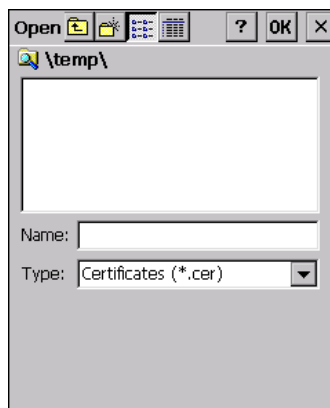 Open ? OK ×
\temp\
Name:
Type: Certificates (*.cer)